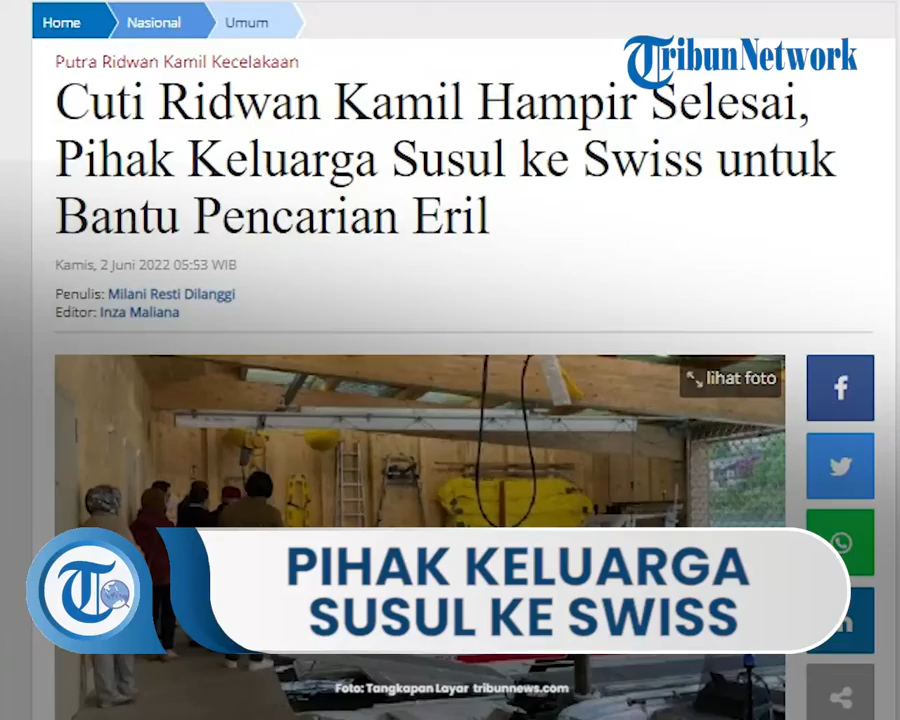 Home Nasional Umum
TribunNetwork
Putra Ridwan Kamil Kecelakaan
Cuti Ridwan Kamil Hampir Selesai,
Pihak Keluarga Susul ke Swiss untuk
Bantu Pencarian Eril
Kamis, 2 Juni 2022 05:53 WIB
Penulis: Milani Resti Dilanggi
Editor: Inza Maliana
lihat foto
PIHAK KELUARGA
SUSUL KE SWISS
Foto: Tangkapan Layar tribunnews.com